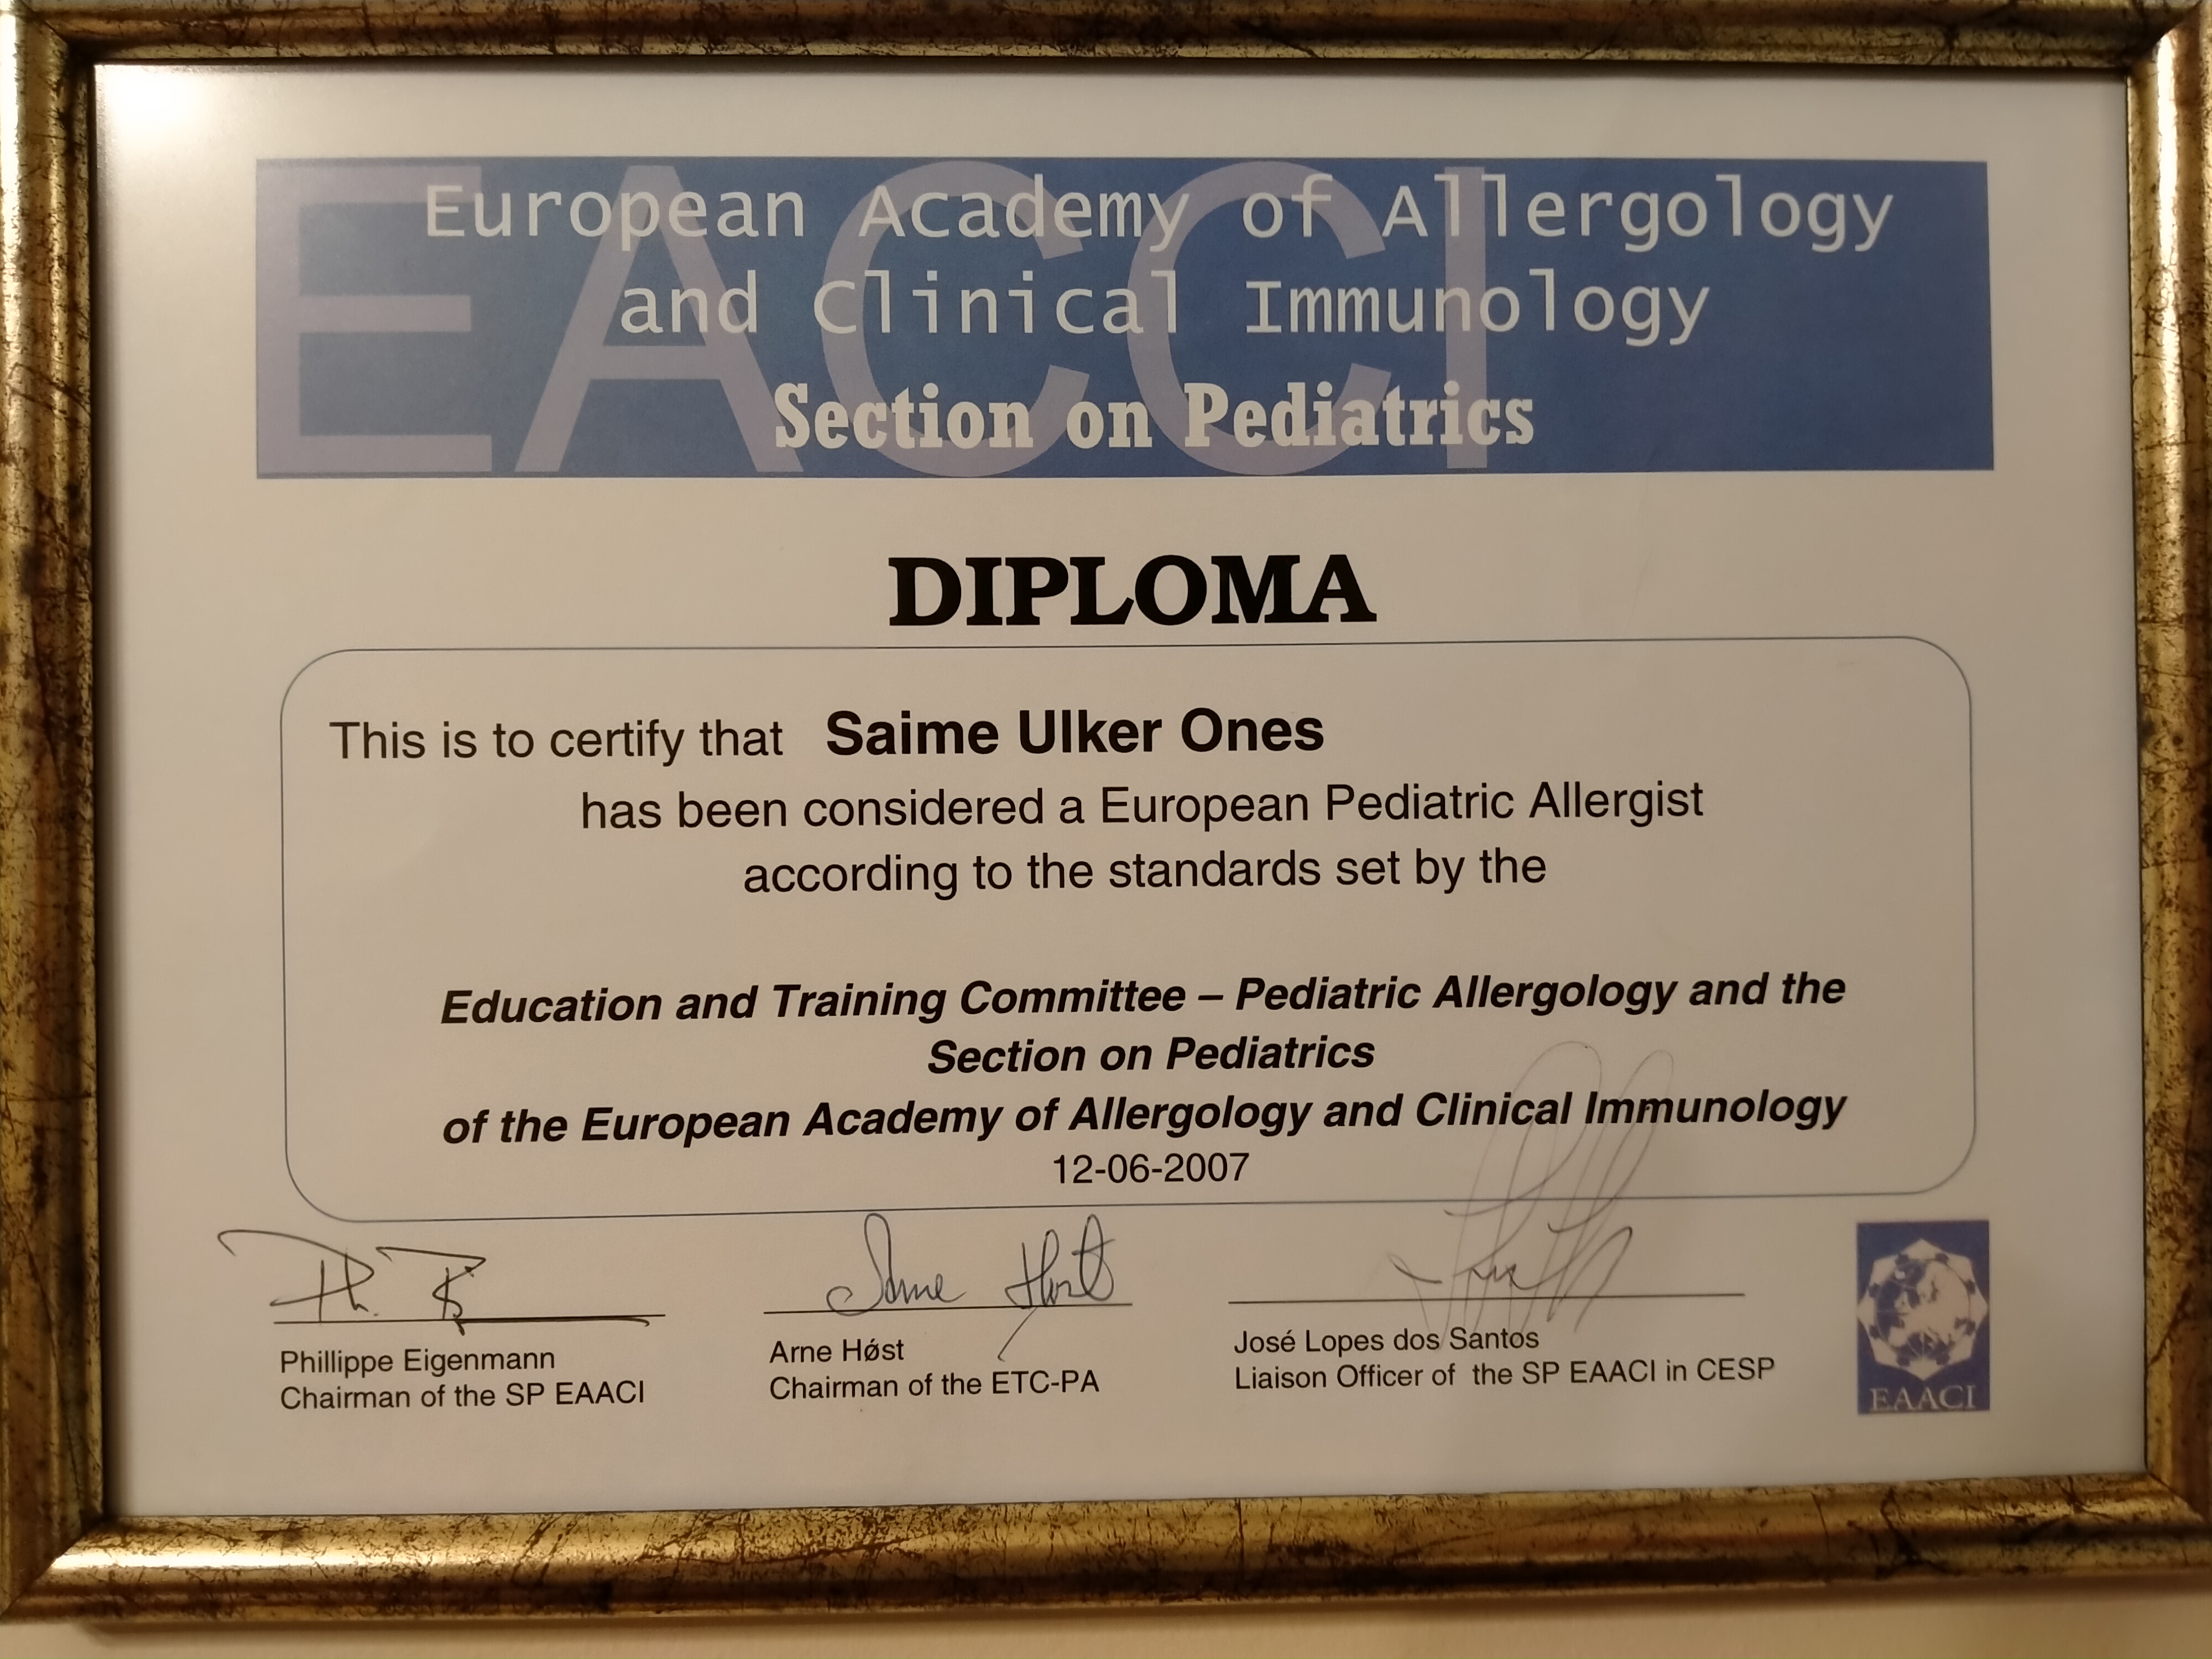 EAACI
European Academy of Allergology
and Clinical Immunology
Section on Pediatrics
DIPLOMA
This is to certify that Saime Ulker Ones
has been considered a European Pediatric Allergist
according to the standards set by the
Education and Training Committee – Pediatric Allergology and the
Section on Pediatrics
of the European Academy of Allergology and Clinical Immunology
12-06-2007
Phillippe Eigenmann
Chairman of the SP EAACI
Arne Hǿst
Chairman of the ETC-PA
José Lopes dos Santos
Liaison Officer of the SP EAACI in CESP
EAACI